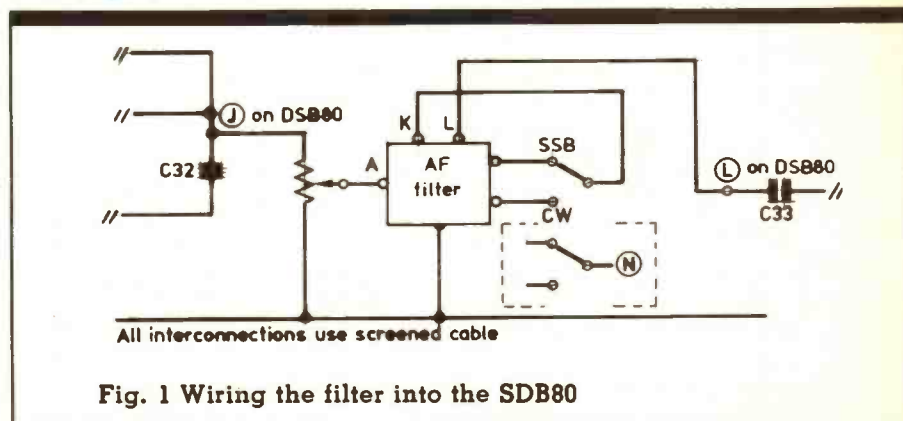 J on DSB80
K
L
SSB
C32
A
AF
filter
L on DSB80
CW
C33
N
All interconnections use screened cable
Fig. 1 Wiring the filter into the SDB80